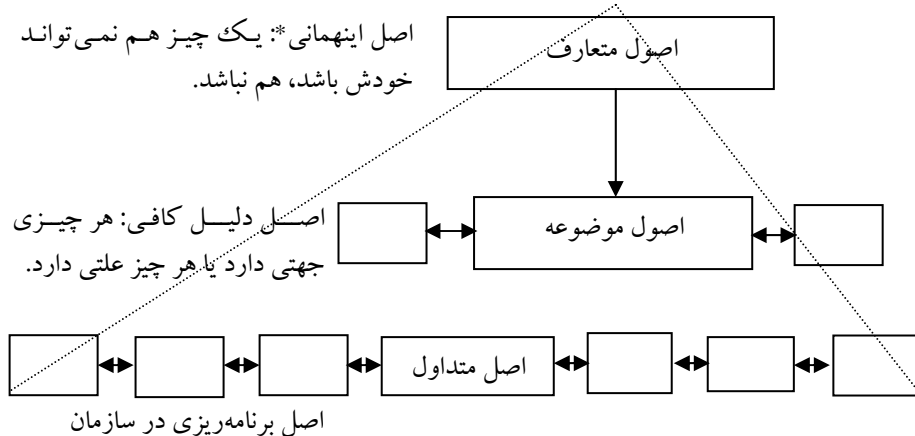 اصول متعارف
اصل اینهمانی*: یک چیز هم نمی‌تواند
خودش باشد، هم نباشد.
اصول موضوعه
اصل دلیل کافی: هر چیزی
جهتی دارد یا هر چیز علتی دارد.
اصل متداول
اصل برنامه‌ریزی در سازمان